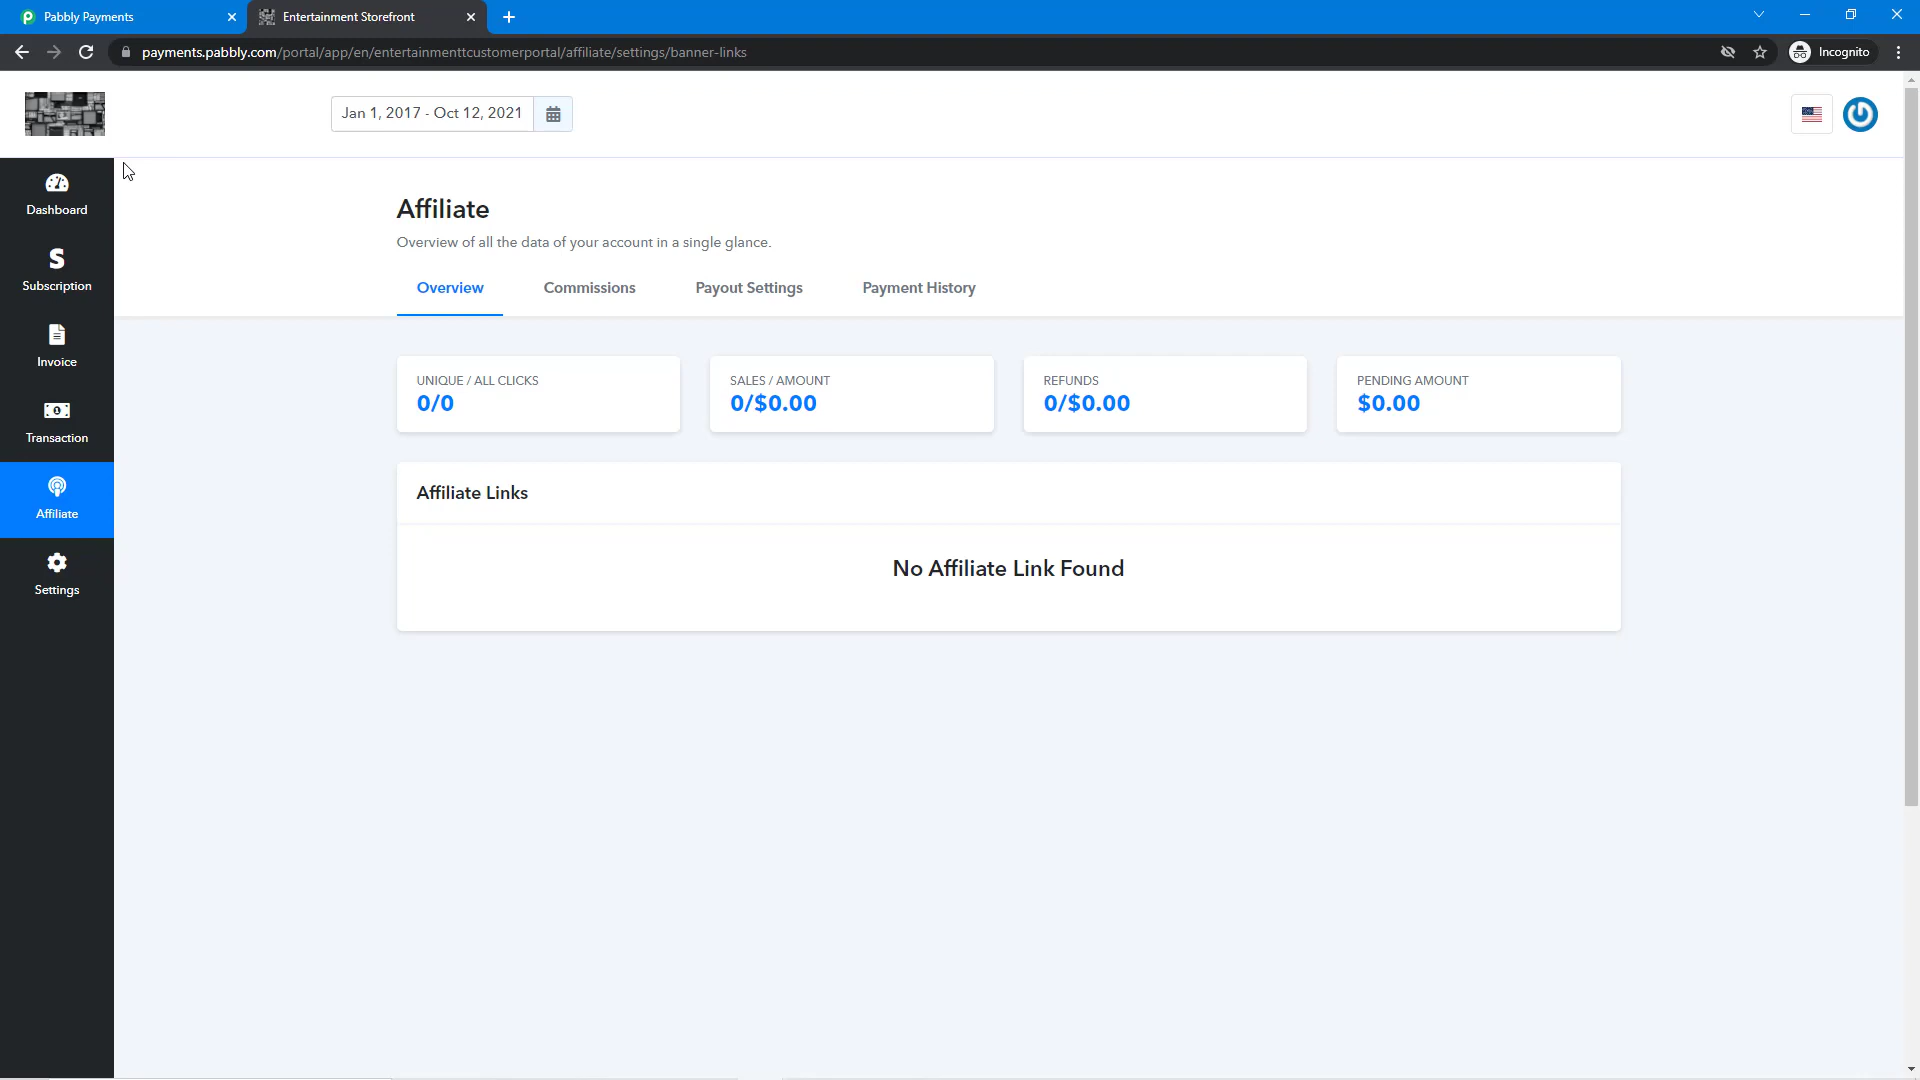 Pabbly Payments
Entertainment Storefront
payments.pabbly.com/portal/app/en/entertainmenttcustomerportal/affiliate/settings/banner-links
Incognito
Jan 1, 2017 - Oct 12, 2021
Dashboard
Subscription
Invoice
Transaction
Affiliate
Settings
Affiliate
Overview of all the data of your account in a single glance.
Overview Commissions Payout Settings Payment History
UNIQUE / ALL CLICKS
0/0
SALES / AMOUNT
0/$0.00
REFUNDS
0/$0.00
PENDING AMOUNT
$0.00
Affiliate Links
No Affiliate Link Found